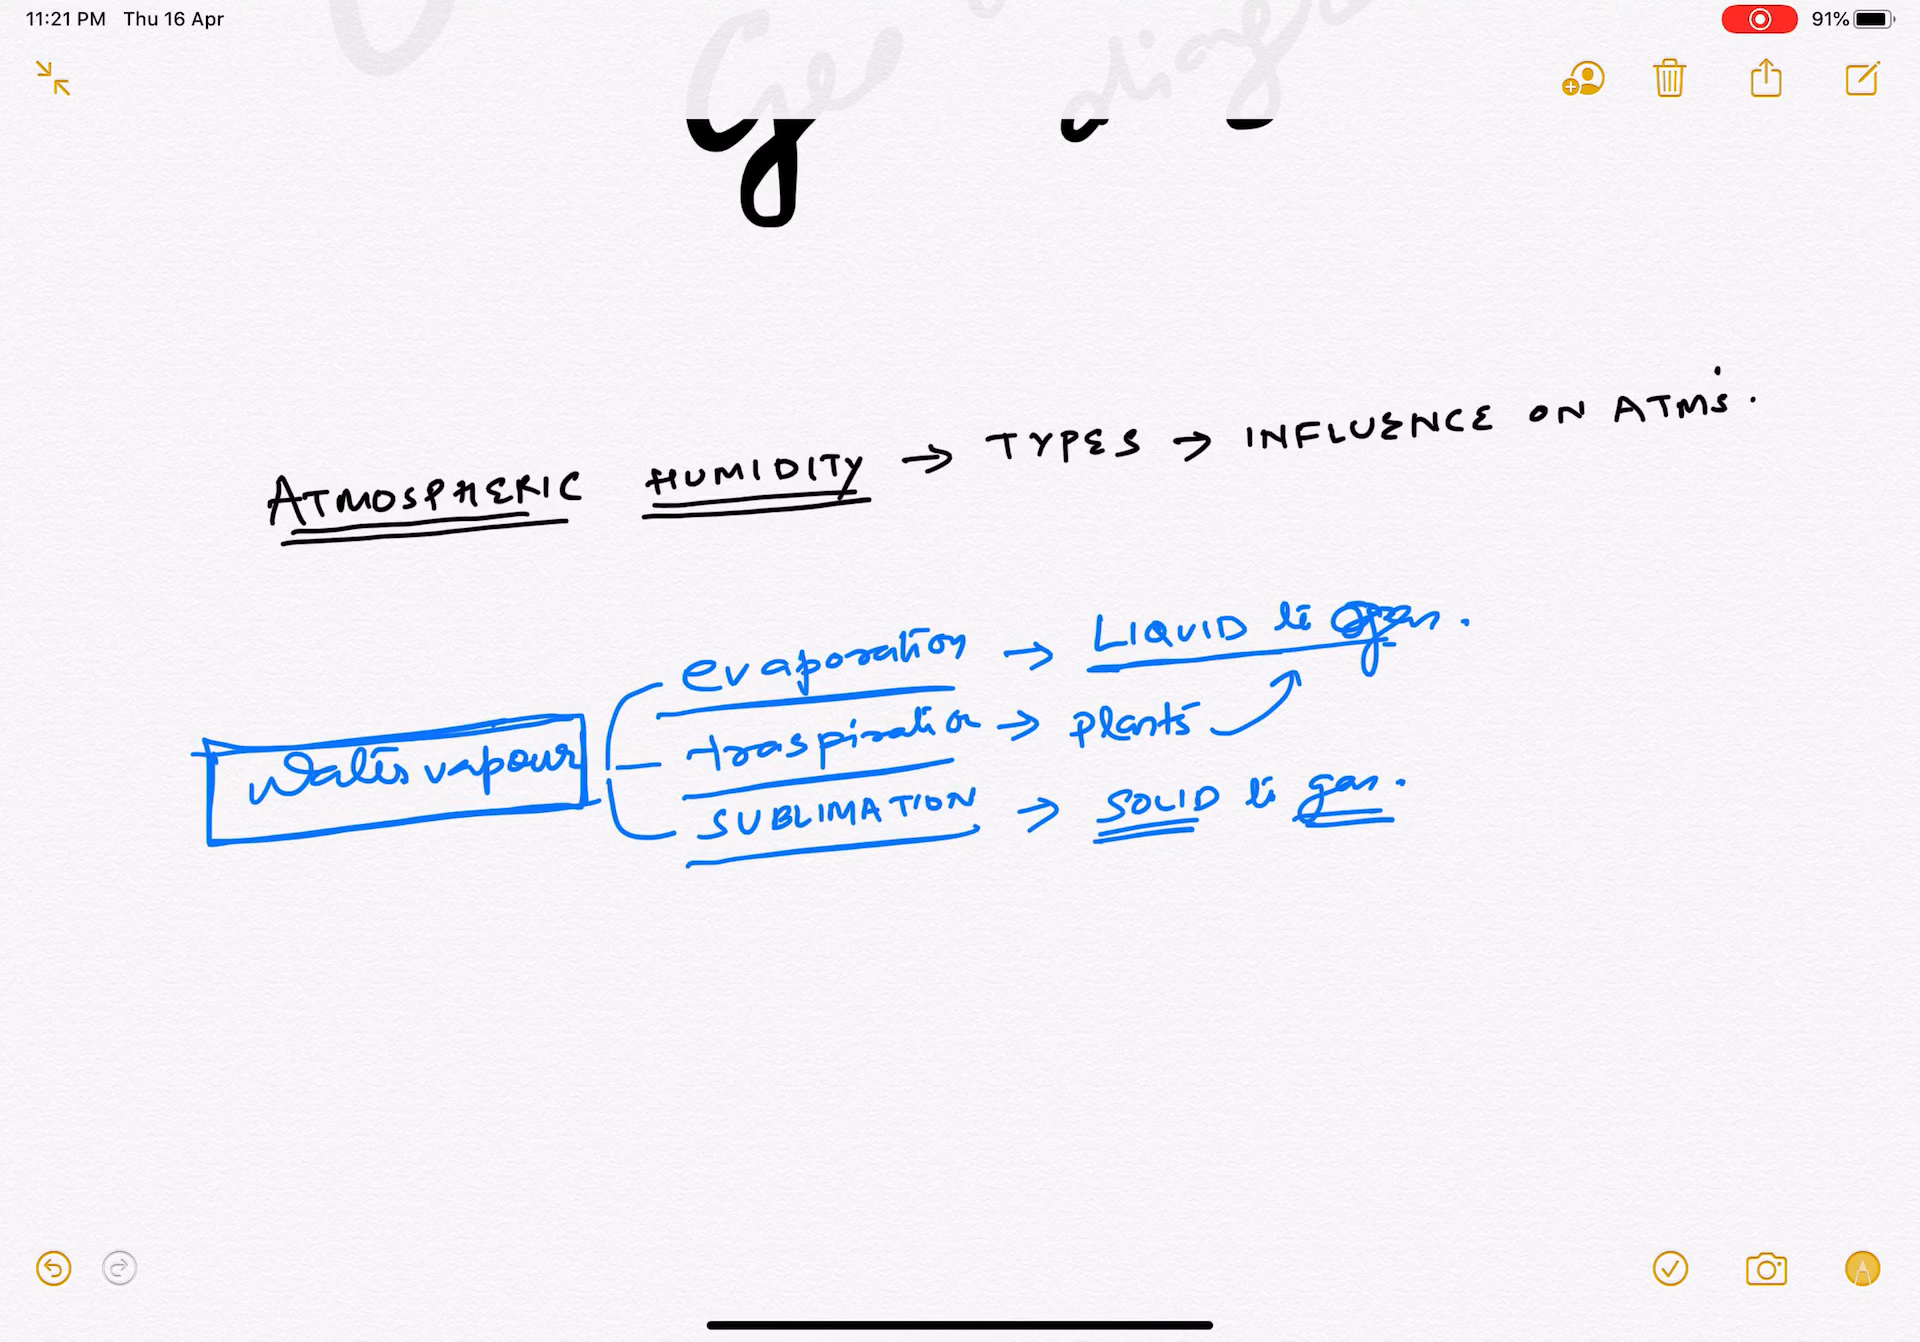 11:21 PM Thu 16 Apr
91%
ATMOSPHERIC HUMIDITY → TYPES → INFLUENCE ON ATMS.
evaporation → LIQUID to gas.
Water vapour
traspiration → plants
SUBLIMATION → SOLID to gas.